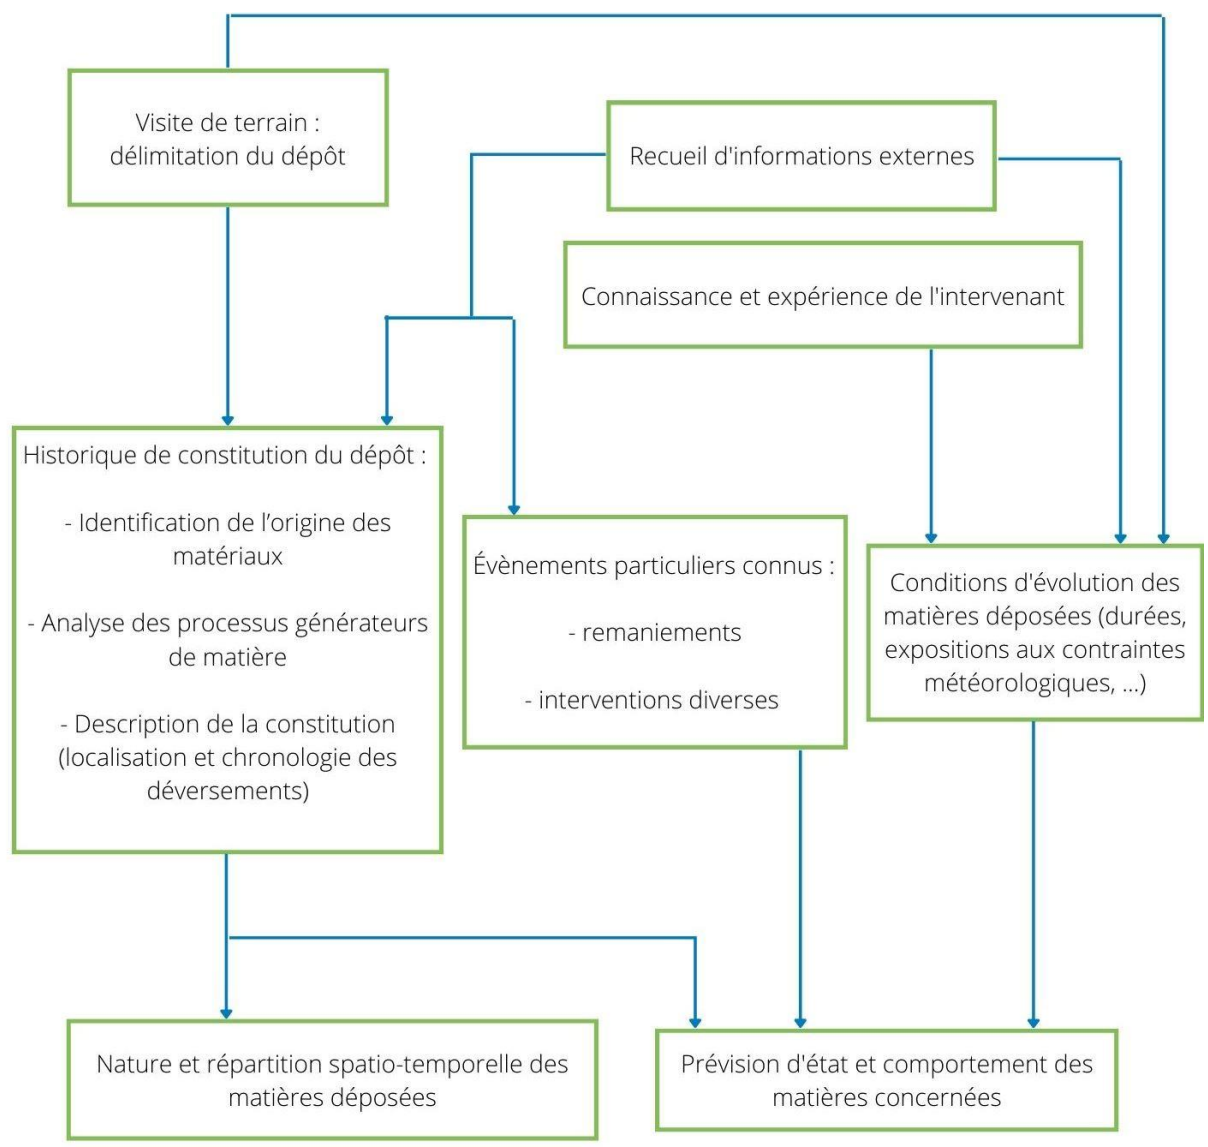 Visite de terrain :
délimitation du dépôt
Recueil d'informations externes
Connaissance et expérience de l'intervenant
Historique de constitution du dépôt :
- Identification de l’origine des
matériaux
- Analyse des processus générateurs
de matière
- Description de la constitution
(localisation et chronologie des
déversements)
Évènements particuliers connus :
- remaniements
- interventions diverses
Conditions d'évolution des
matières déposées (durées,
expositions aux contraintes
météorologiques, ...)
Nature et répartition spatio-temporelle des
matières déposées
Prévision d'état et comportement des
matières concernées